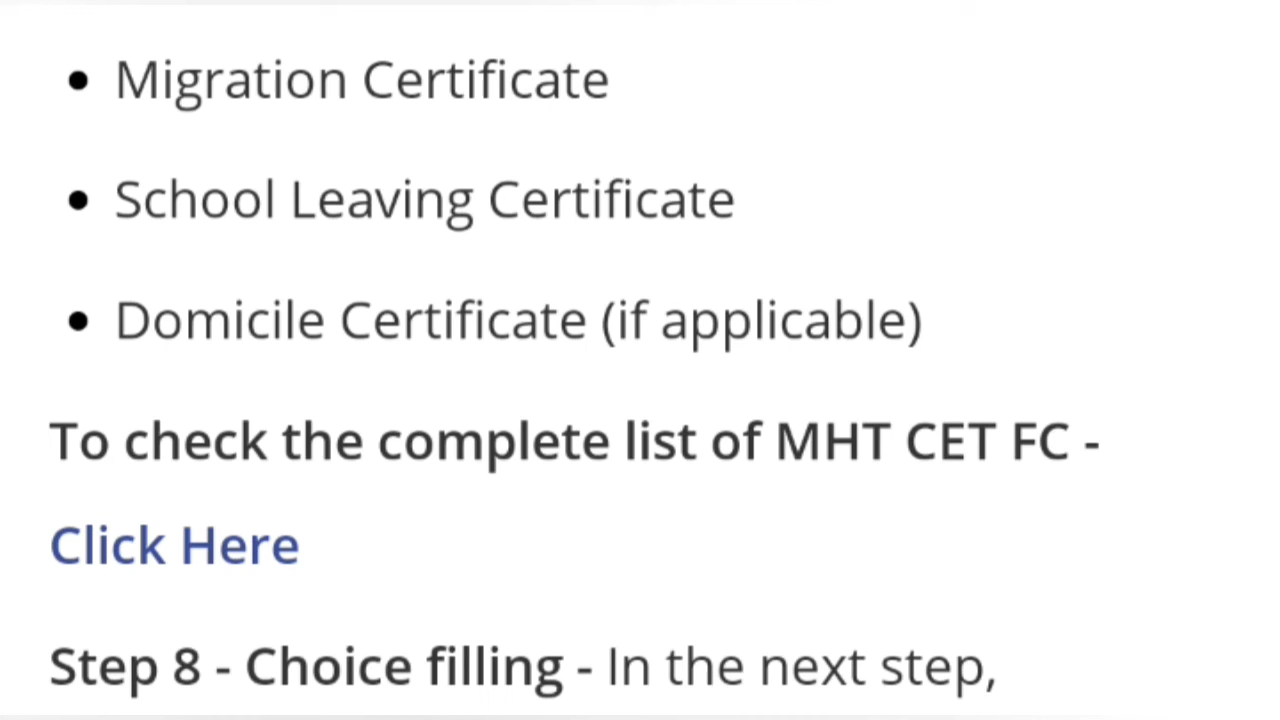 • Migration Certificate
• School Leaving Certificate
• Domicile Certificate (if applicable)
To check the complete list of MHT CET FC -
Click Here
Step 8 - Choice filling - In the next step,